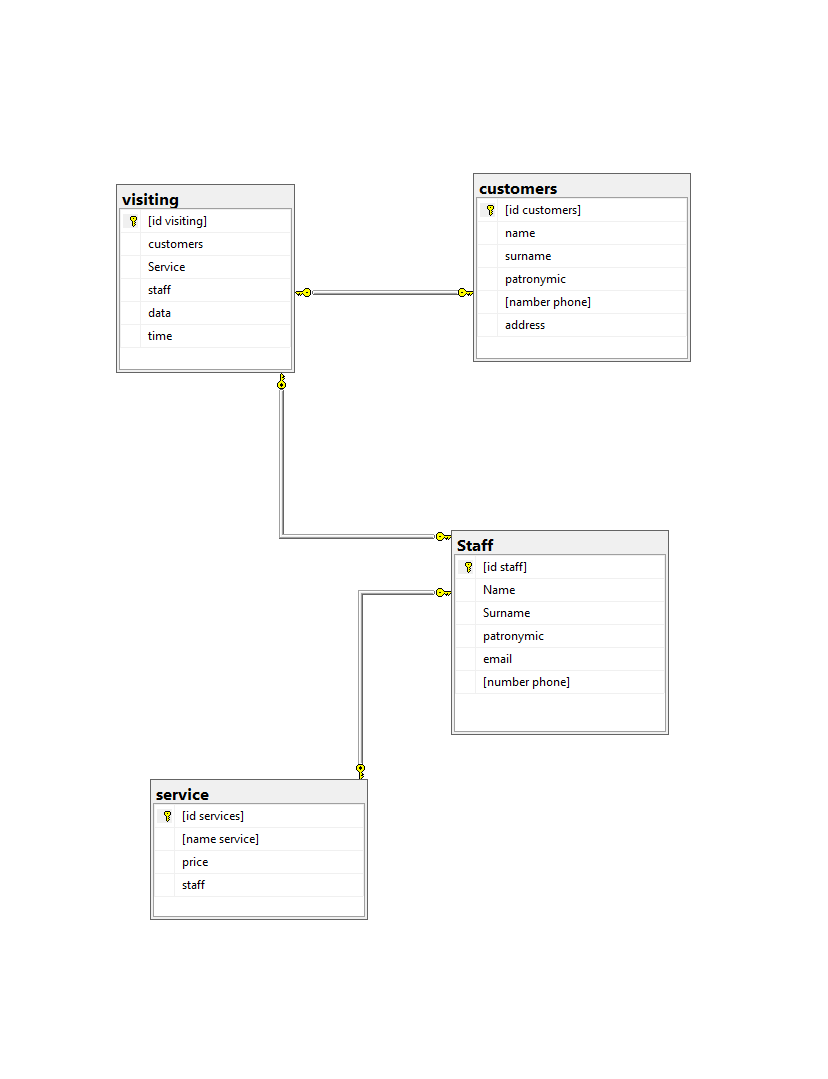 visiting
[id visiting]
customers
Service
staff
data
time
customers
[id customers]
name
surname
patronymic
[namber phone]
address
Staff
[id staff]
Name
Surname
patronymic
email
[number phone]
service
[id services]
[name service]
price
staff